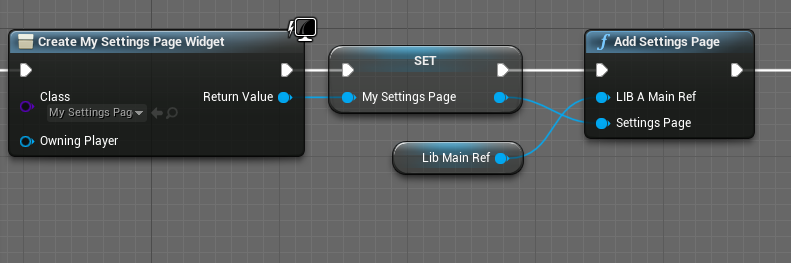 Create My Settings Page Widget
Class
My Settings Pag
Return Value
Owning Player
SET
My Settings Page
Lib Main Ref
Add Settings Page
LIB A Main Ref
Settings Page